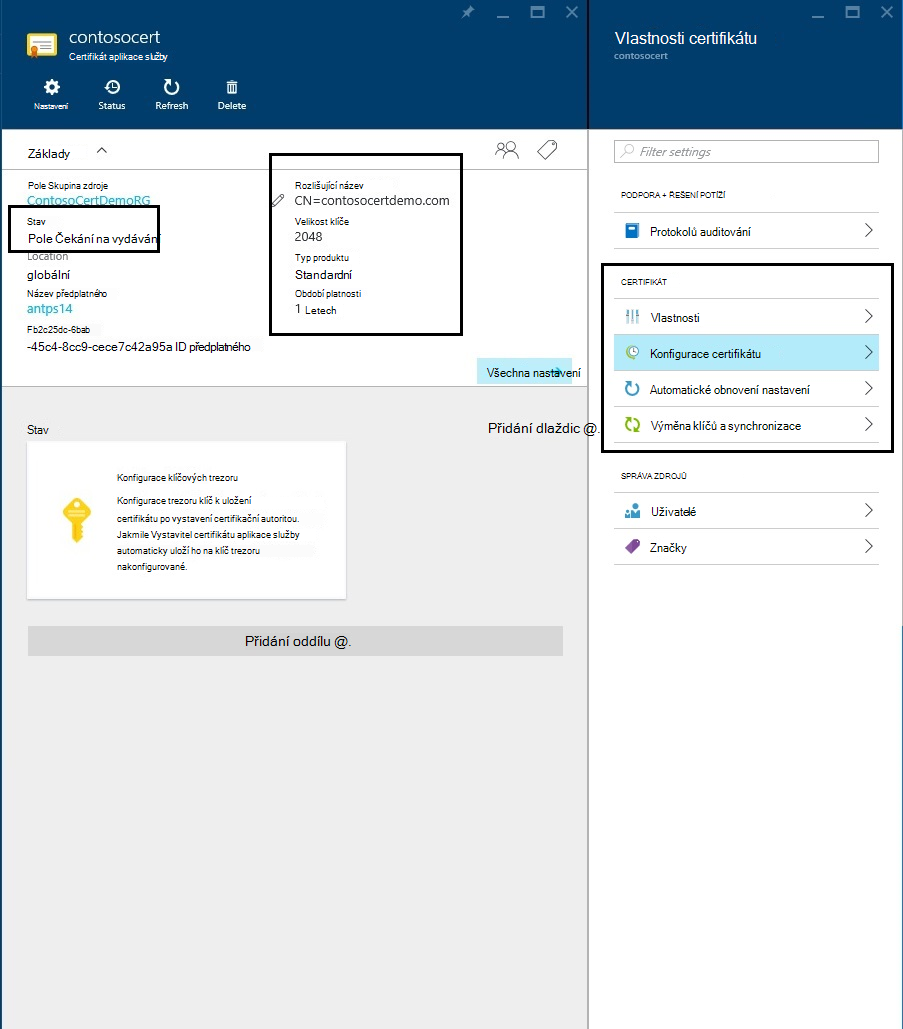 contosocert
Certifikát aplikace služby
Nastavení
Status
Refresh
Delete
Základy
Pole Skupina zdroje
ContosoCertDemoRG
Stav
Pole Čekání na vydávání
Location
globální
Název předplatného
antps14
Fb2c25dc-6bab
-45c4-8cc9-cece7c42a95a ID předplatného
Rozlišující název
CN=contosocertdemo.com
Velikost klíče
2048
Typ produktu
Standardní
Období platnosti
1 Letech
Všechna nastavení
Stav
Přidání dlaždic @.
Konfigurace klíčových trezoru
Konfigurace trezoru klíč k uložení
certifikátu po vystavení certifikační autoritou.
Jakmile Vystavitel certifikátu aplikace služby
automaticky uloží ho na klíč trezoru
nakonfigurované.
Přidání oddílu @.
Vlastnosti certifikátu
contosocert
Filter settings
PODPORA + ŘEŠENÍ POTÍŽÍ
Protokolů auditování
CERTIFIKÁT
Vlastnosti
Konfigurace certifikátu
Automatické obnovení nastavení
Výměna klíčů a synchronizace
SPRÁVA ZDROJŮ
Uživatelé
Značky